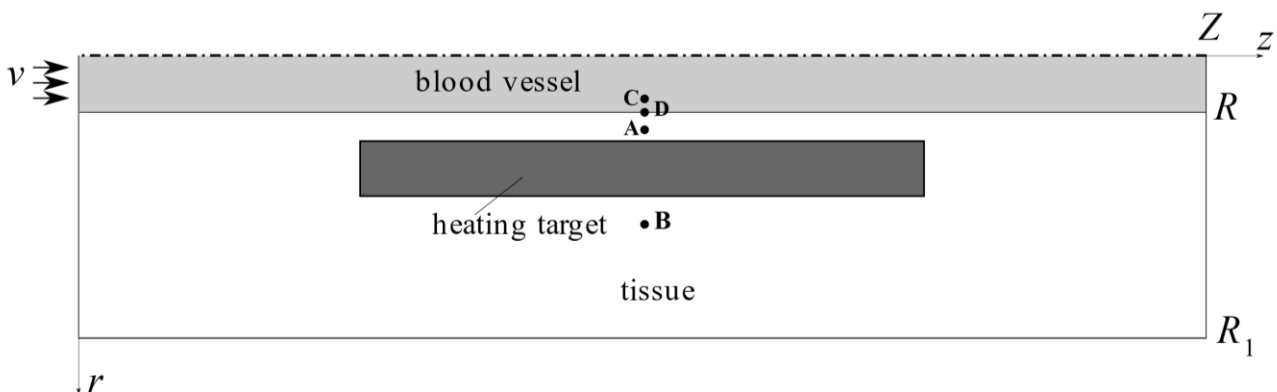 Z
z
v
blood vessel
C
D
R
A
heating target
B
tissue
R1
r